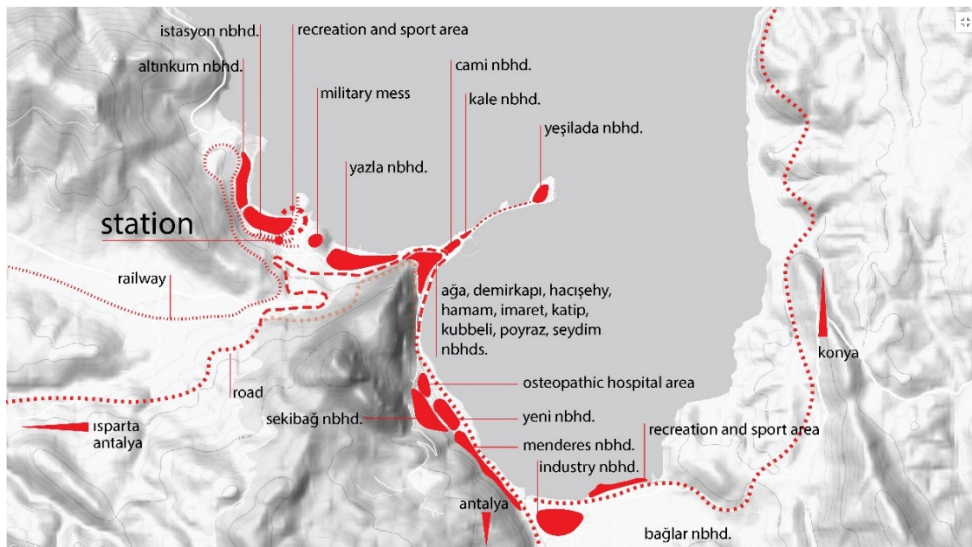 istasyon nbhd.
recreation and sport area
altınkum nbhd.
military mess
cami nbhd.
kale nbhd.
yeşilada nbhd.
yazla nbhd.
station
railway
ağa, demirkapı, hacışehy,
hamam, imaret, katip,
kubbeli, poyraz, seydim
nbhds.
konya
road
osteopathic hospital area
ısparta
antalya
sekibağ nbhd.
yeni nbhd.
recreation and sport area
menderes nbhd.
industry nbhd.
antalya
bağlar nbhd.